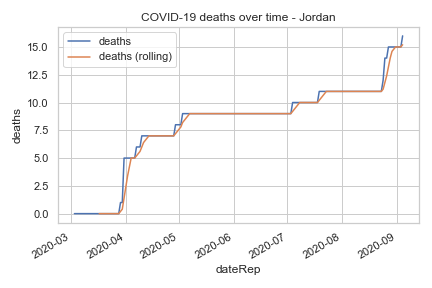 COVID-19 deaths over time - Jordan
deaths
deaths (rolling)
15.0
12.5
10.0
7.5
5.0
2.5
0.0
deaths
2020-03
2020-04
2020-05
2020-06
2020-07
2020-08
2020-09
dateRep